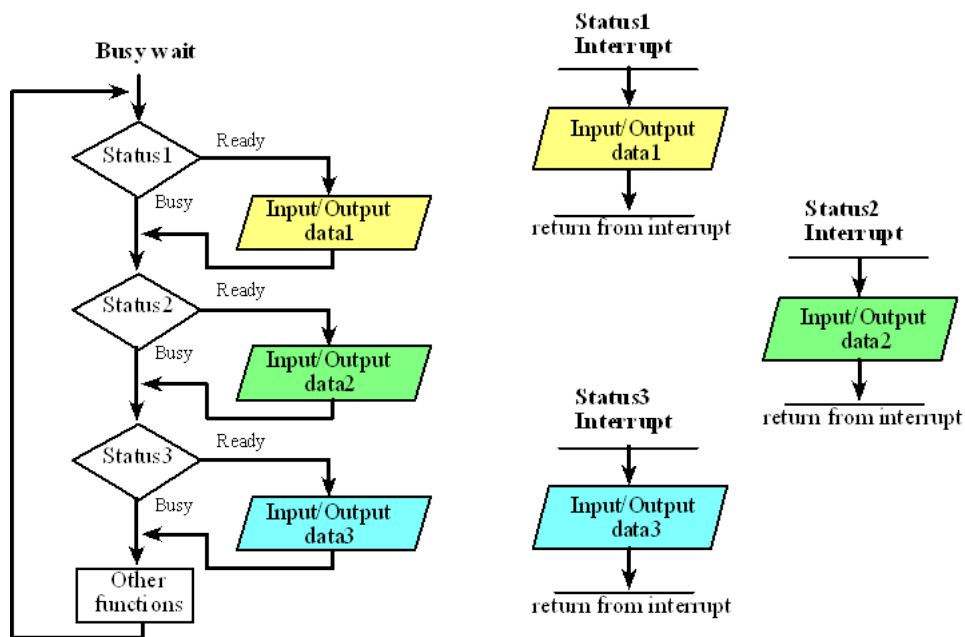 Busy wait
Status1
Ready
Busy
Input/Output
data1
Status2
Ready
Busy
Input/Output
data2
Status3
Ready
Busy
Input/Output
data3
Other
functions
Status1
Interrupt
Input/Output
data1
return from interrupt
Status2
Interrupt
Input/Output
data2
return from interrupt
Status3
Interrupt
Input/Output
data3
return from interrupt